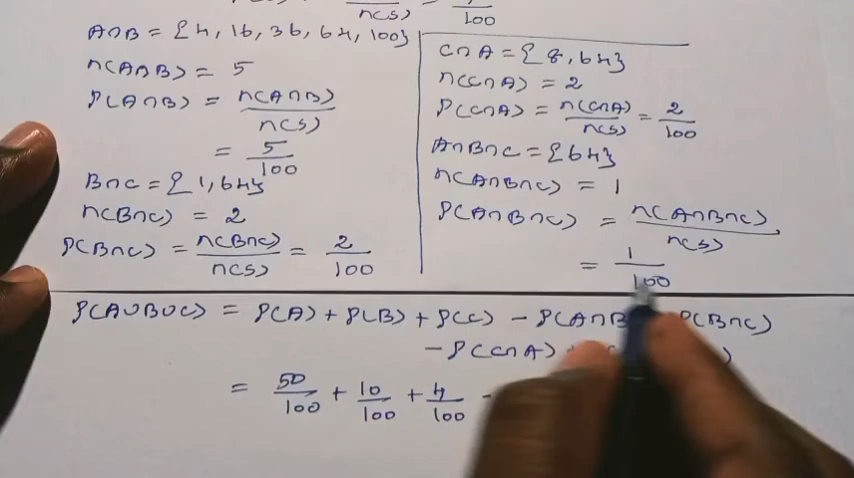 n(S) 100
A∩B = {4, 16, 36, 64, 100}
n(A∩B) = 5
P(A∩B) = n(A∩B)
n(S)
= 5
100
B∩C = {1, 64}
n(B∩C) = 2
P(B∩C) = n(B∩C) = 2
n(S) 100
C∩A = {8, 64}
n(C∩A) = 2
P(C∩A) = n(C∩A) = 2
n(S) 100
A∩B∩C = {64}
n(A∩B∩C) = 1
P(A∩B∩C) = n(A∩B∩C)
n(S)
= 1
100
P(A∪B∪C) = P(A) + P(B) + P(C) - P(A∩B P(B∩C)
- P(C∩A) )
= 50 + 10 + 4 -
100 100 100